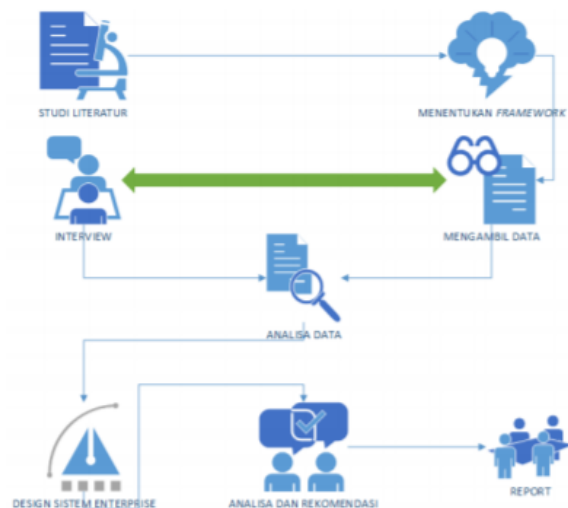 STUDI LITERATUR
MENENTUKAN FRAMEWORK
INTERVIEW
MENGAMBIL DATA
ANALISA DATA
DESIGN SISTEM ENTERPRISE
ANALISA DAN REKOMENDASI
REPORT